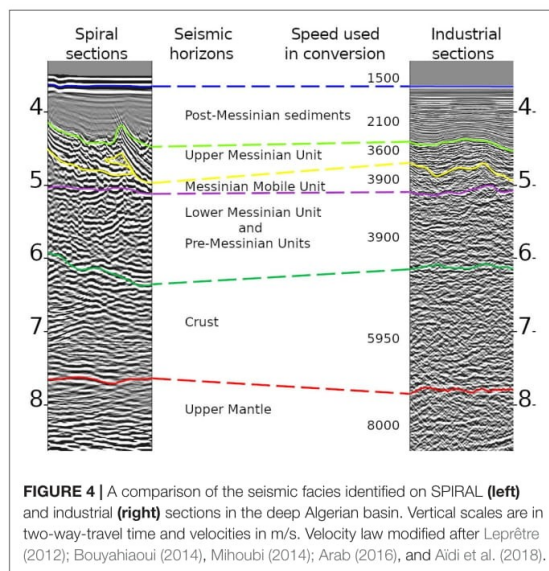 Spiral sections
Seismic horizons
Speed used in conversion
Industrial sections
1500
4
4
Post-Messinian sediments
2100
Upper Messinian Unit
3600
5
5
Messinian Mobile Unit
3900
Lower Messinian Unit
and
Pre-Messinian Units
3900
6
6
Crust
7
7
5950
8
8
Upper Mantle
8000
FIGURE 4 | A comparison of the seismic facies identified on SPIRAL (left)
and industrial (right) sections in the deep Algerian basin. Vertical scales are in
two-way-travel time and velocities in m/s. Velocity law modified after Leprêtre
(2012); Bouyahiaoui (2014), Mihoubi (2014); Arab (2016), and Aïdi et al. (2018).